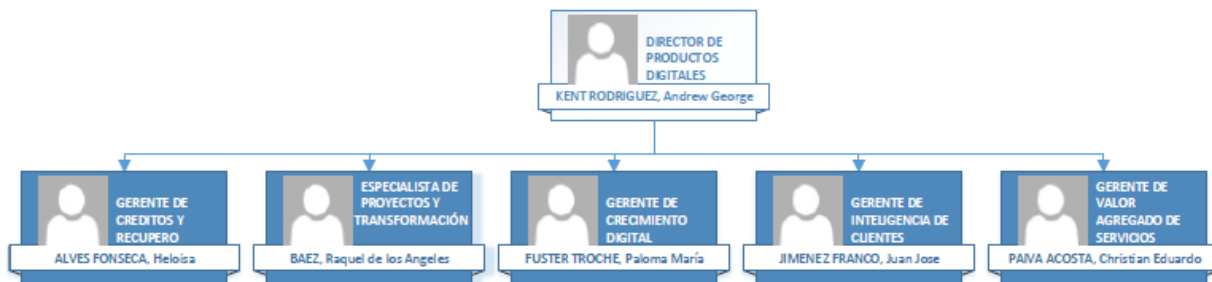 DIRECTOR DE
PRODUCTOS
DIGITALES
KENT RODRIGUEZ, Andrew George
GERENTE DE
CREDITOS Y
RECUPERO
ALVES FONSECA, Heloisa
ESPECIALISTA DE
PROYECTOS Y
TRANSFORMACIÓN
BAEZ, Raquel de los Angeles
GERENTE DE
CRECIMIENTO
DIGITAL
FUSTER TROCHE, Paloma María
GERENTE DE
INTELIGENCIA DE
CLIENTES
JIMENEZ FRANCO, Juan Jose
GERENTE DE
VALOR
AGREGADO DE
SERVICIOS
PAIVA ACOSTA, Christian Eduardo